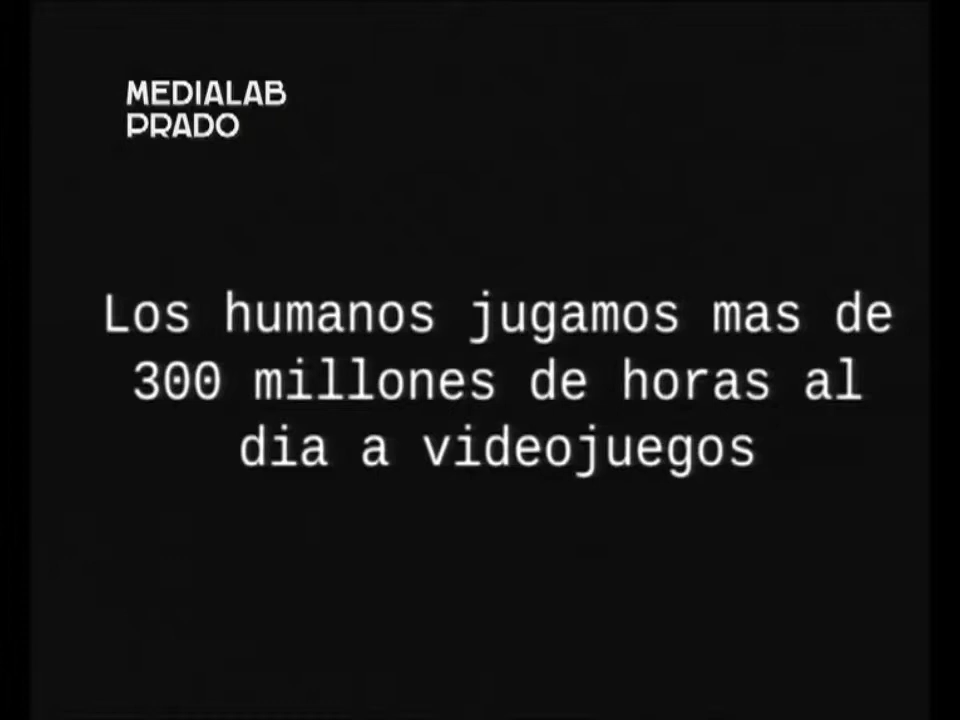 MEDIALAB
PRADO
Los humanos jugamos mas de
300 millones de horas al
dia a videojuegos